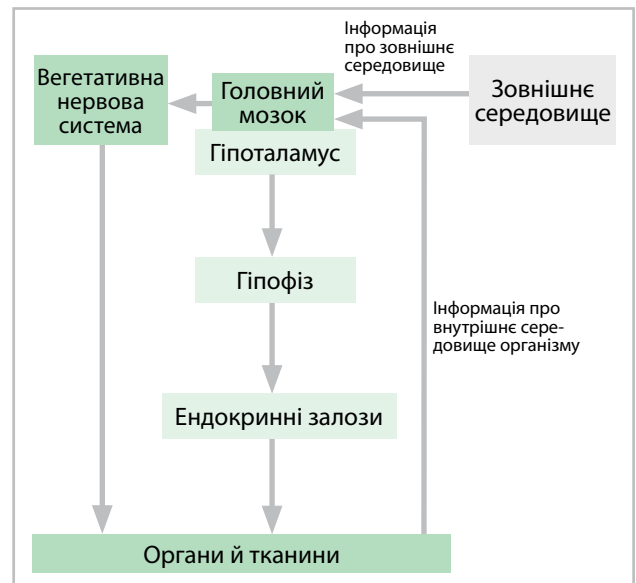 Інформація
про зовнішнє
середовище
Вегетативна
нервова
система
Головний
мозок
Зовнішнє
середовище
Гіпоталамус
Гіпофіз
Інформація про
внутрішнє сере-
довище організму
Ендокринні залози
Органи й тканини